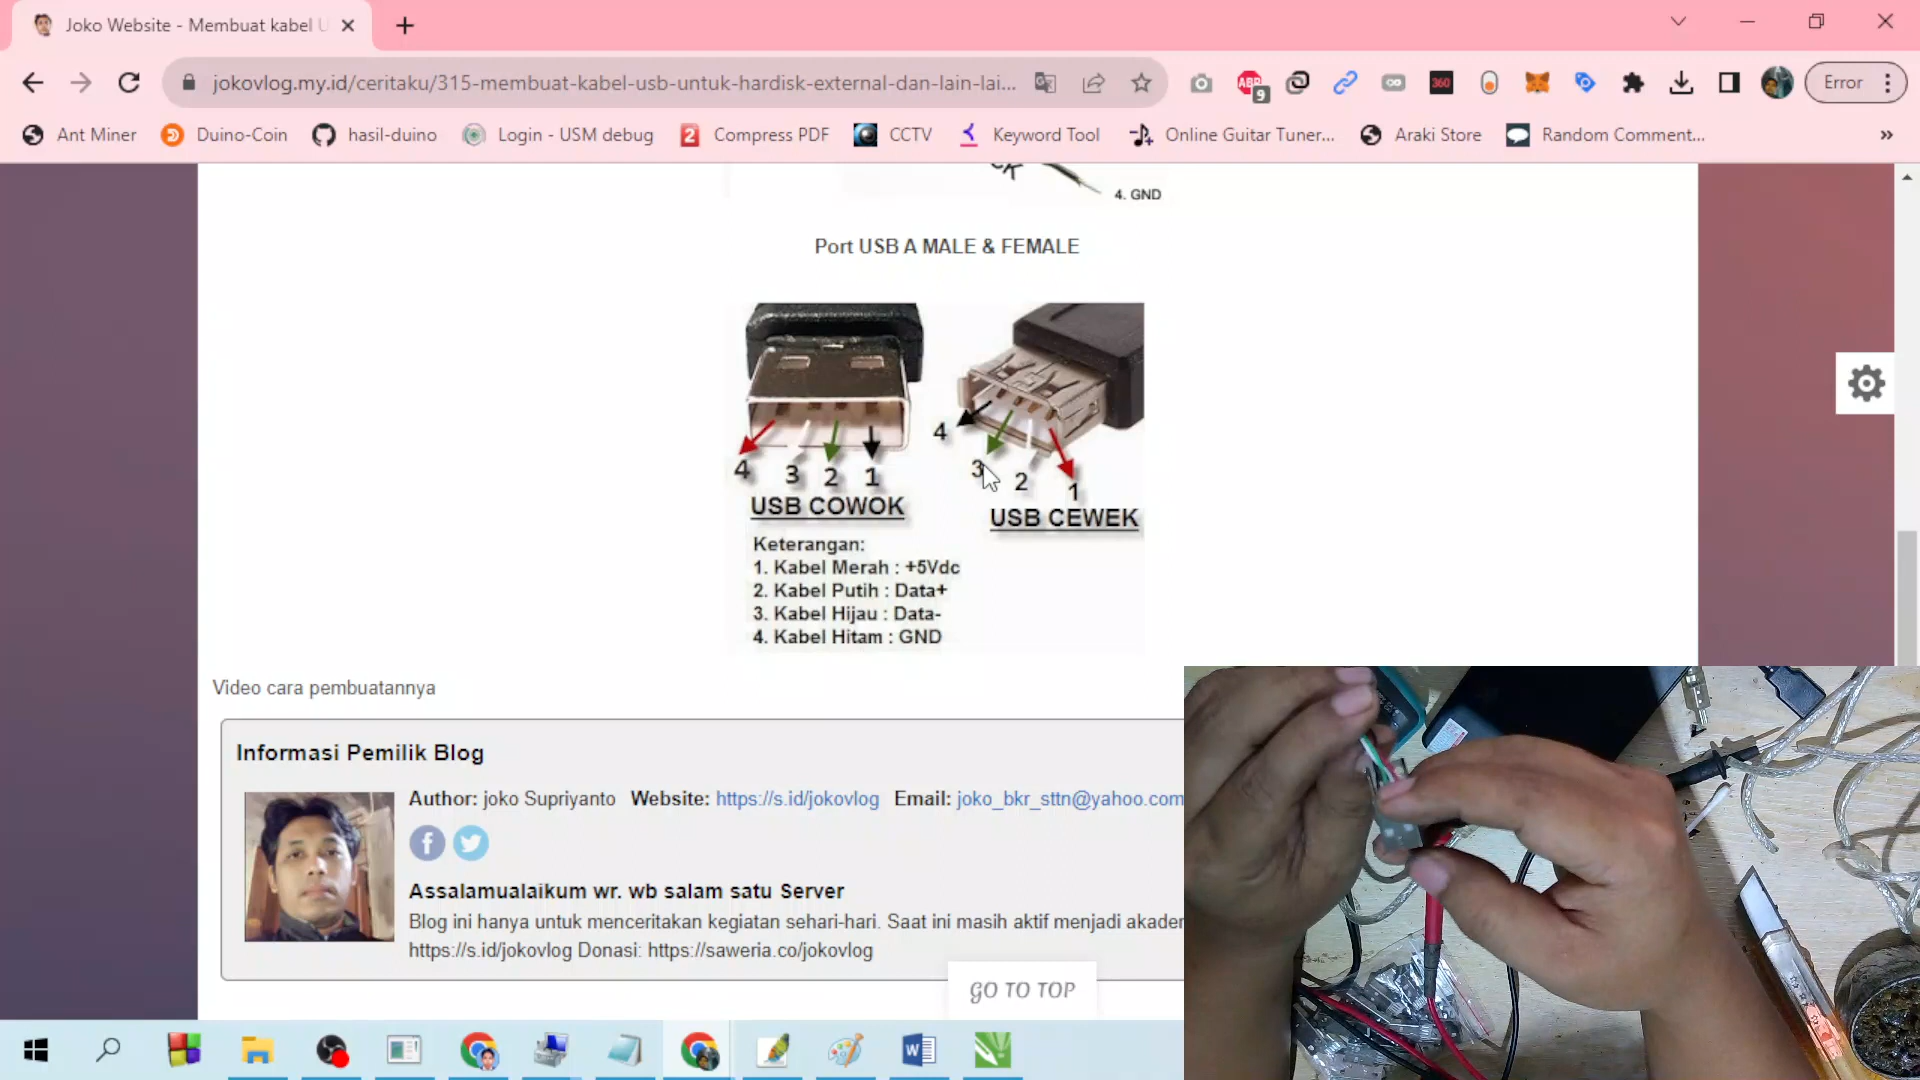 Joko Website - Membuat kabel U
jokovlog.my.id/ceritaku/315-membuat-kabel-usb-untuk-hardisk-external-dan-lain-lai...
ABP
9
360
Error
Ant Miner
Duino-Coin
hasil-duino
Login - USM debug
2
Compress PDF
CCTV
Keyword Tool
Online Guitar Tuner...
Araki Store
Random Comment...
»
4. GND
Port USB A MALE & FEMALE
4 3 2 1
4 3 2 1
USB COWOK
USB CEWEK
Keterangan:
1. Kabel Merah : +5Vdc
2. Kabel Putih : Data+
3. Kabel Hijau : Data-
4. Kabel Hitam : GND
Video cara pembuatannya
Informasi Pemilik Blog
Author: joko Supriyanto Website: https://s.id/jokovlog Email: joko_bkr_sttn@yahoo.com
Assalamualaikum wr. wb salam satu Server
Blog ini hanya untuk menceritakan kegiatan sehari-hari. Saat ini masih aktif menjadi akader
https://s.id/jokovlog Donasi: https://saweria.co/jokovlog
GO TO TOP